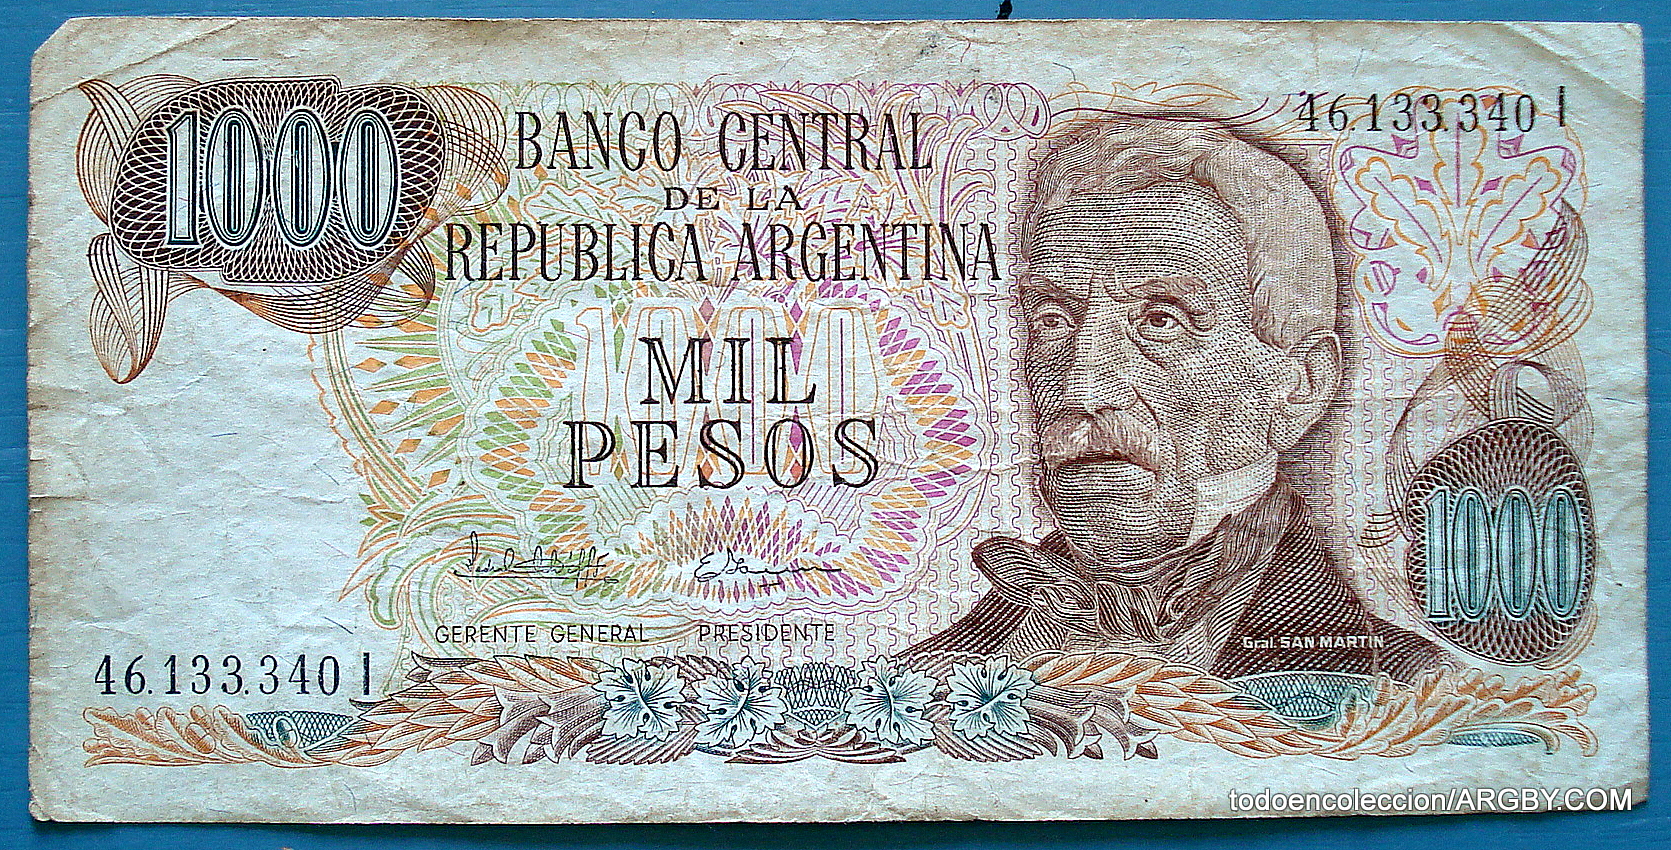 1000
46.133.340 I
BANCO CENTRAL
DE LA
REPUBLICA ARGENTINA
1000
MIL
PESOS
1000
GERENTE GENERAL PRESIDENTE
Gral. SAN MARTIN
46.133.340 I
todoencoleccion/ARGBY.COM